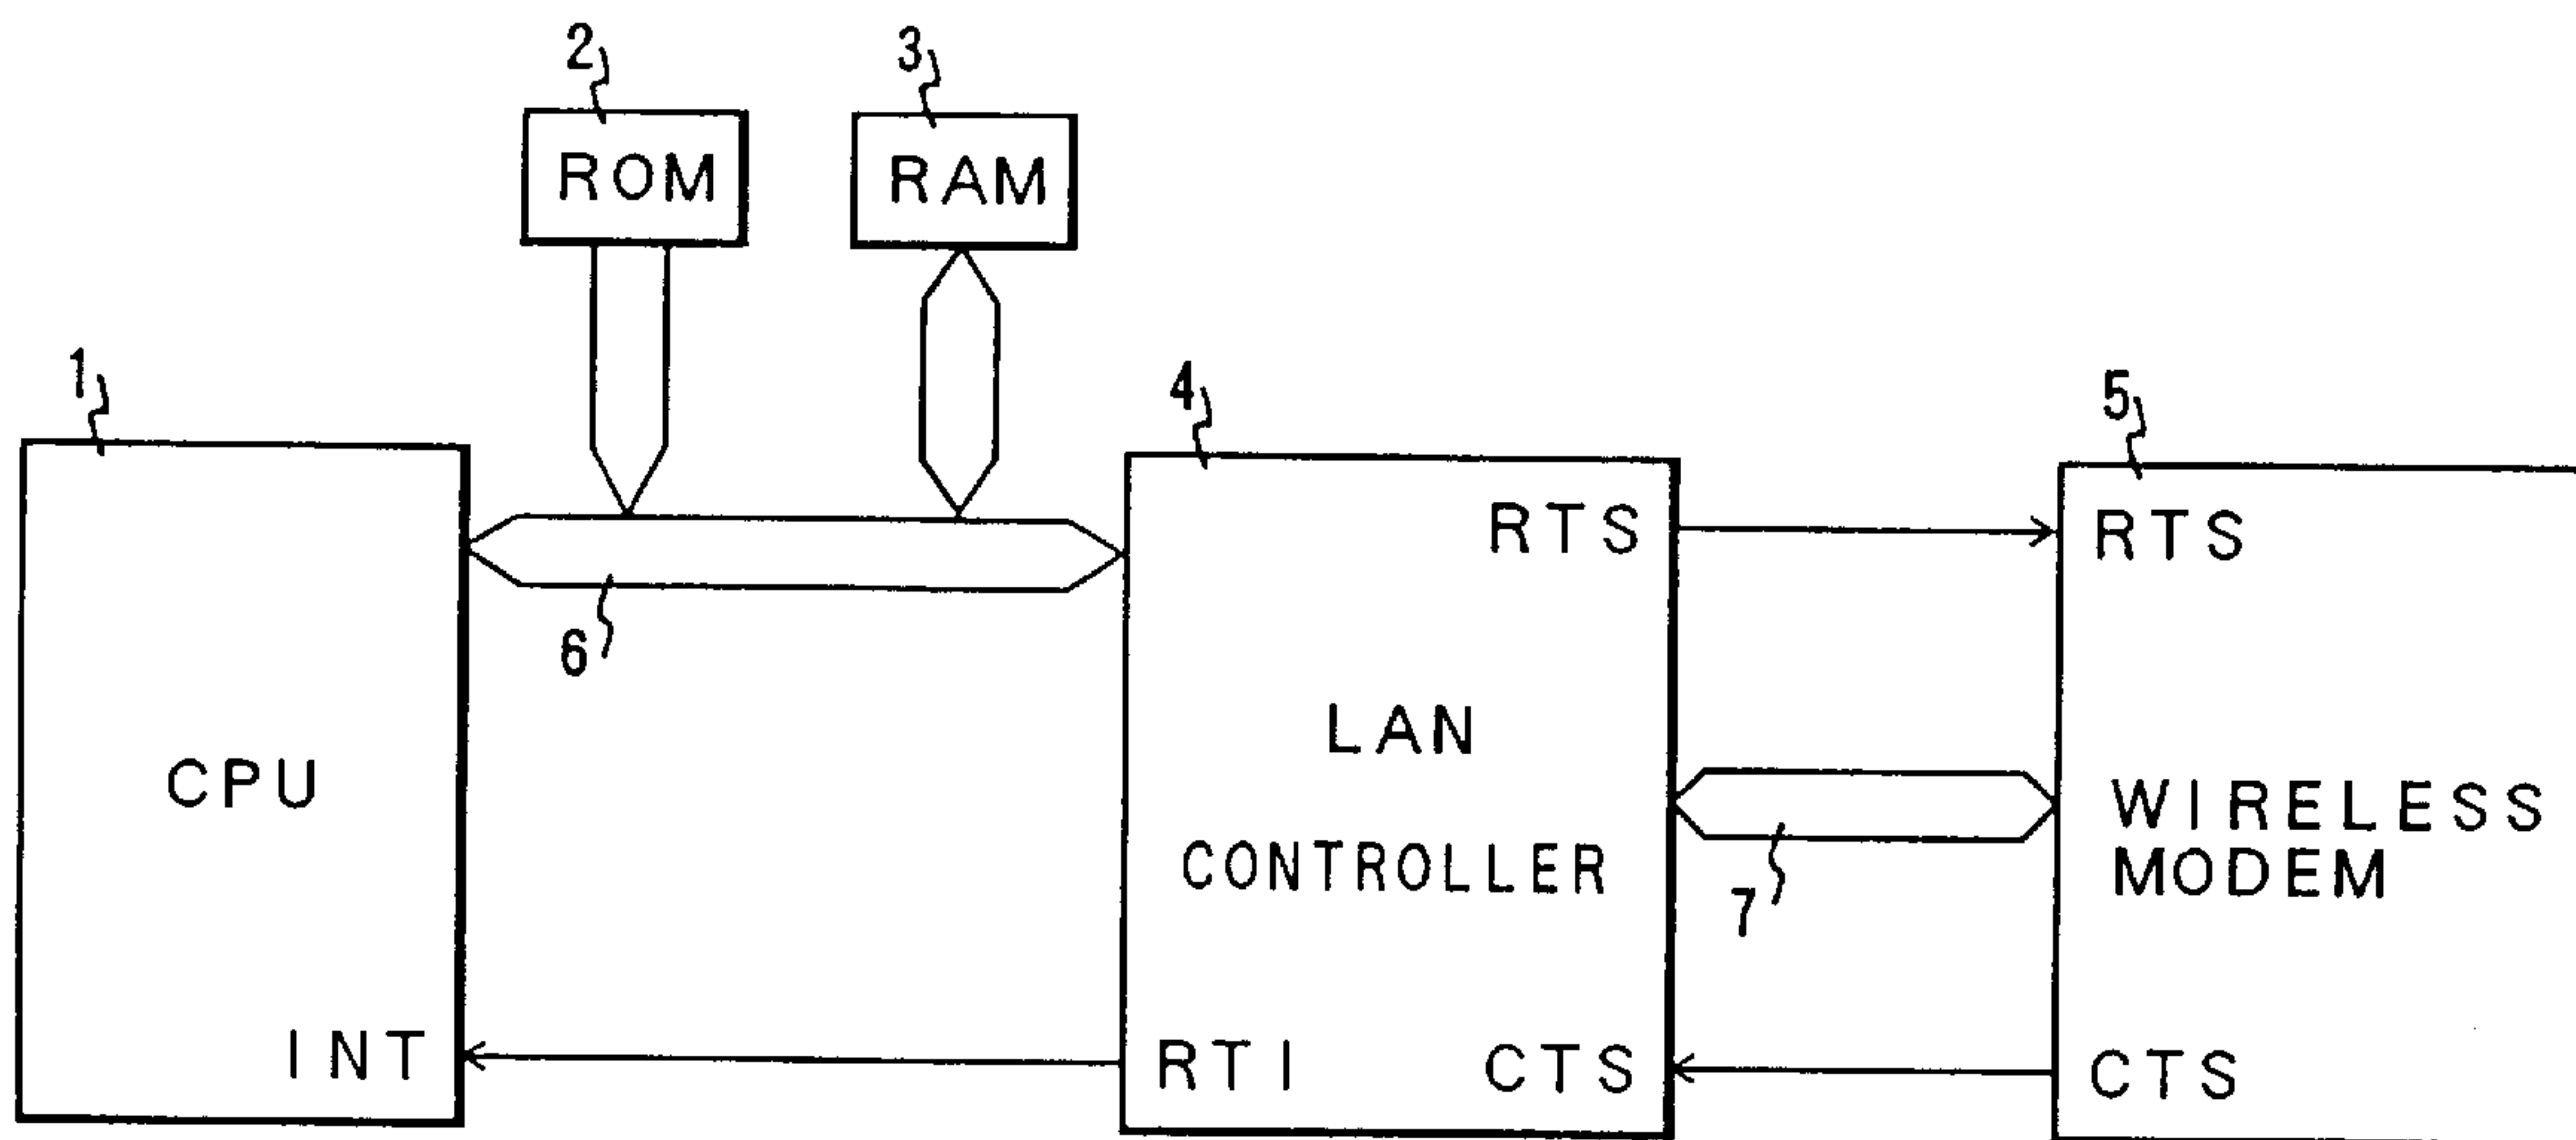 2
3
ROM
RAM
1
4
5
RTS
RTS
6
LAN
CONTROLLER
CPU
WIRELESS
MODEM
7
INT
RTI
CTS
CTS